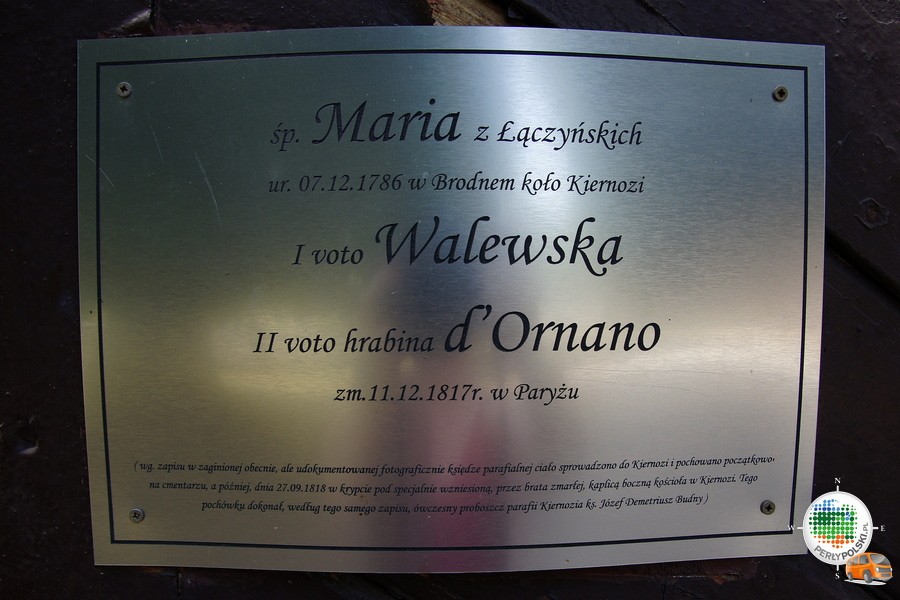 śp. Maria z Łączyńskich
ur. 07.12.1786 w Brodnem koło Kiernozi
I voto Walewska
II voto hrabina d'Ornano
zm.11.12.1817r. w Paryżu
( wg. zapisu w zaginionej obecnie, ale udokumentowanej fotograficznie księdze parafialnej ciało sprowadzono do Kiernozi i pochowano początkowo
na cmentarzu, a później, dnia 27.09.1818 w krypcie pod specjalnie wzniesioną, przez brata zmarłej, kaplicą boczną kościoła w Kiernozi. Tego
pochówku dokonał, według tego samego zapisu, ówczesny proboszcz parafii Kiernozia ks. Józef Demetriusz Budny )
N
W E
PERŁYPOLSKI.PL
S